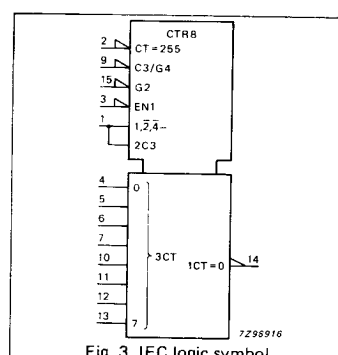 CTR8
2 CT=255
9 C3/G4
15 G2
3 EN1
1 1,2̅,4̅−
2C3
4 0
5
6
7 3CT
10 1CT=0 14
11
12
13 7
7Z96916
Fig. 3 IEC logic symbol